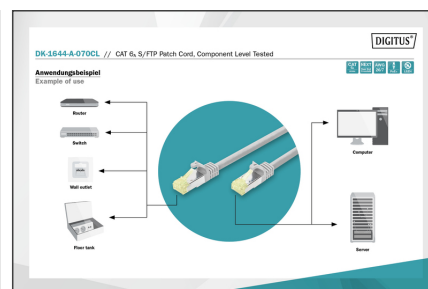 DIGITUS®
DK-1644-A-070CL // CAT 6A S/FTP Patch Cord, Component Level Tested
Anwendungsbeispiel
Example of use
Router
Switch
Wall outlet
Floor tank
Computer
Server